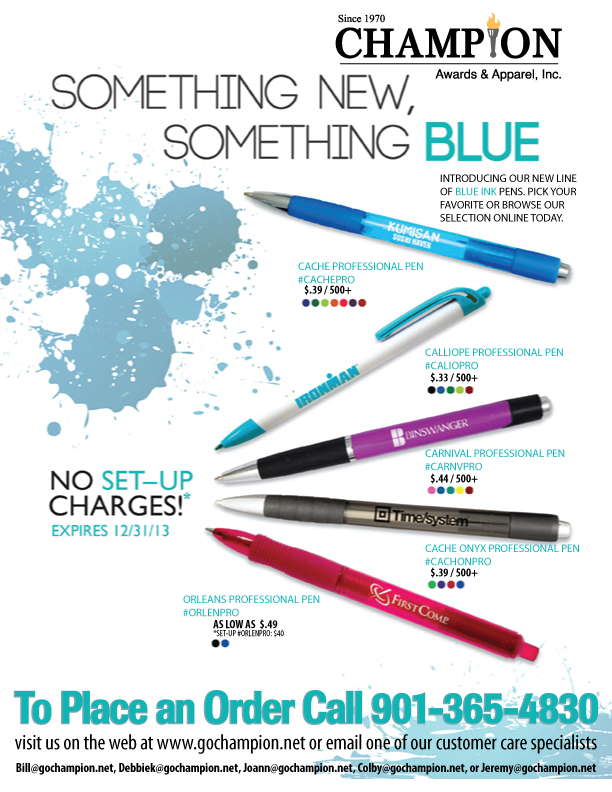 Since 1970
CHAMPION
Awards & Apparel, Inc.
SOMETHING NEW,
SOMETHING BLUE
INTRODUCING OUR NEW LINE
OF BLUE INK PENS. PICK YOUR
FAVORITE OR BROWSE OUR
SELECTION ONLINE TODAY.
KUMISAN
SUSHI HAVEN
CACHE PROFESSIONAL PEN
#CACHEPRO
$.39 / 500+
IRONMAN
CALLIOPE PROFESSIONAL PEN
#CALIOPRO
$.33 / 500+
BINSWANGER
CARNIVAL PROFESSIONAL PEN
#CARNVPRO
$.44 / 500+
NO SET–UP
CHARGES!*
EXPIRES 12/31/13
Time/system
CACHE ONYX PROFESSIONAL PEN
#CACHONPRO
$.39 / 500+
FIRSTCOMP
ORLEANS PROFESSIONAL PEN
#ORLENPRO
AS LOW AS $.49
*SET-UP #ORLENPRO: $40
To Place an Order Call 901-365-4830
visit us on the web at www.gochampion.net or email one of our customer care specialists
Bill@gochampion.net, Debbiek@gochampion.net, Joann@gochampion.net, Colby@gochampion.net, or Jeremy@gochampion.net